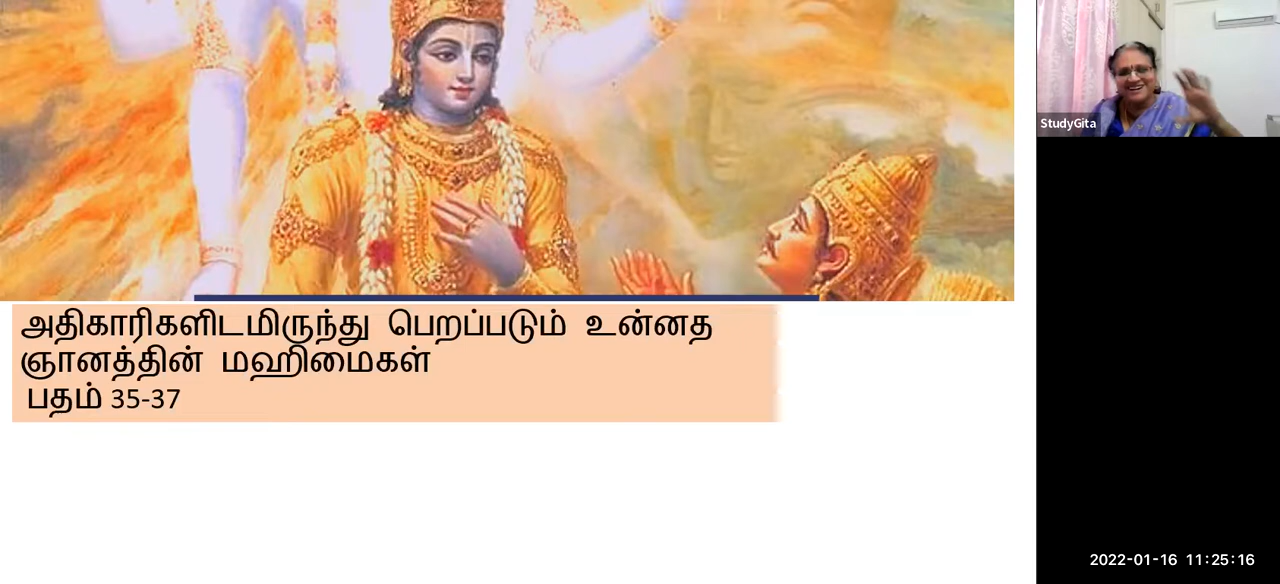 அதிகாரிகளிடமிருந்து பெறப்படும் உன்னத
ஞானத்தின் மஹிமைகள்
பதம் 35-37
StudyGita
2022-01-16 11:25:16